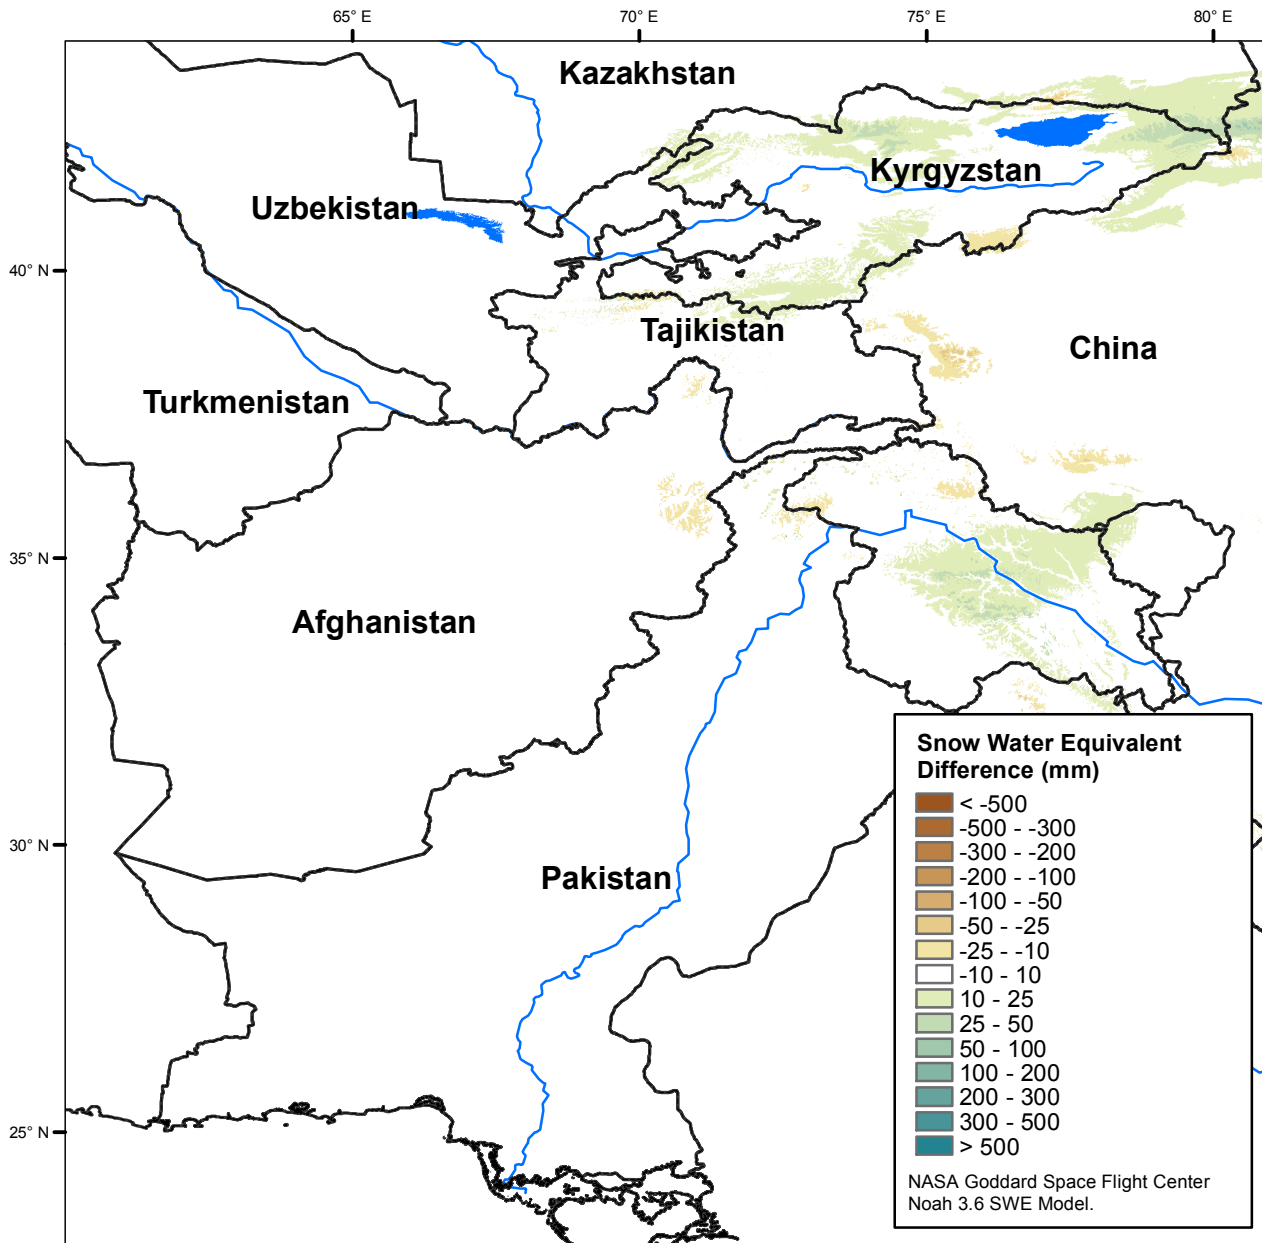 65° E
70° E
75° E
80° E
Kazakhstan
Kyrgyzstan
Uzbekistan
40° N
Tajikistan
China
Turkmenistan
35° N
Afghanistan
Snow Water Equivalent
Difference (mm)
< -500
-500 - -300
-300 - -200
-200 - -100
-100 - -50
-50 - -25
-25 - -10
-10 - 10
10 - 25
25 - 50
50 - 100
100 - 200
200 - 300
300 - 500
> 500
NASA Goddard Space Flight Center
Noah 3.6 SWE Model.
30° N
Pakistan
25° N